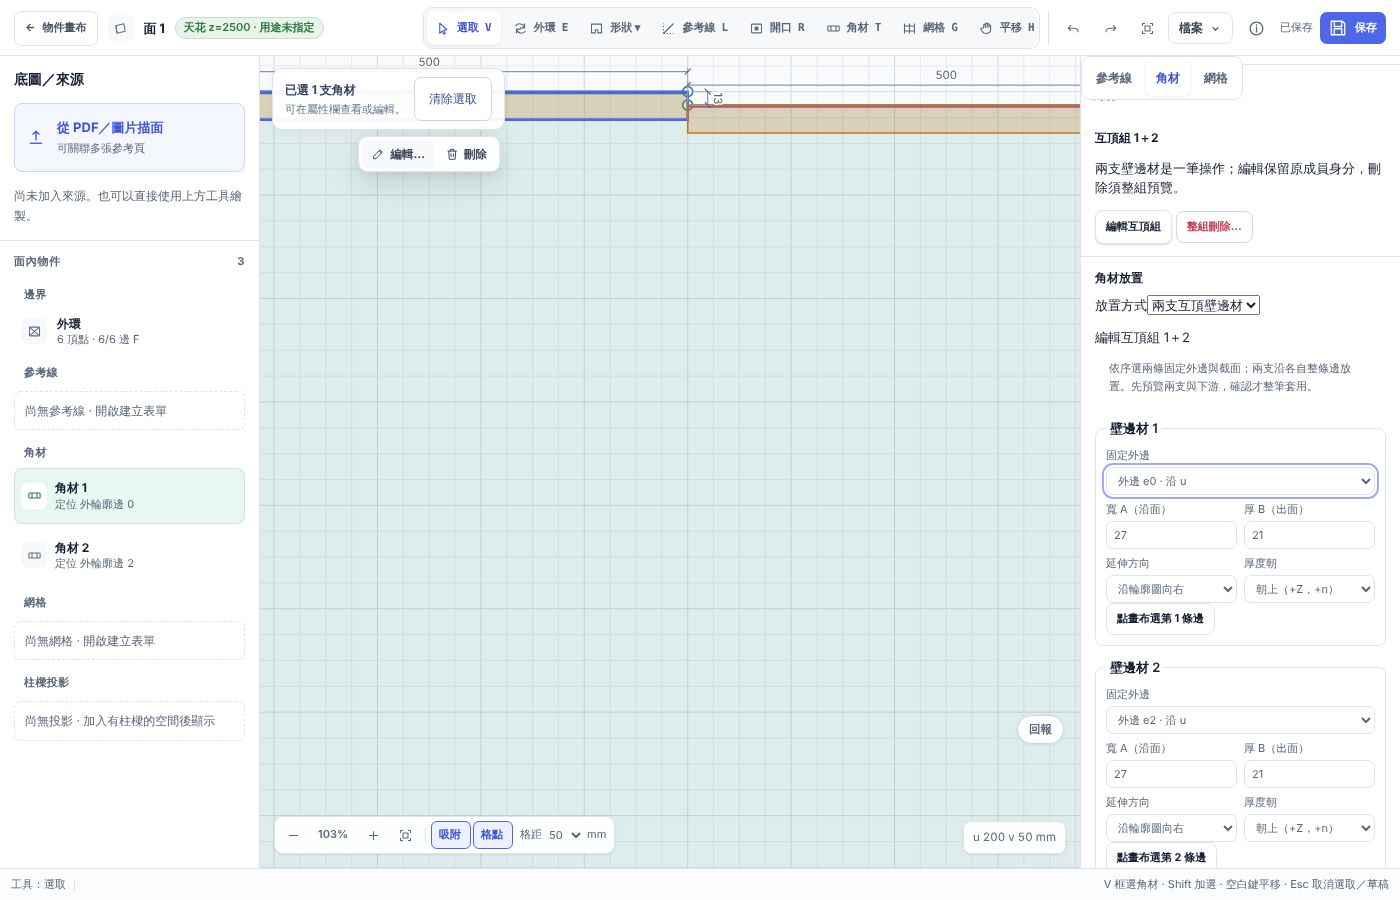 物件畫布
面 1
天花 z=2500 · 用途未指定
選取 V
外環 E
形狀▾
參考線 L
開口 R
角材 T
網格 G
平移 H
檔案
已保存
保存
底圖／來源
從 PDF／圖片描面
可關聯多張參考頁
尚未加入來源。也可以直接使用上方工具繪
製。
面內物件
3
邊界
外環
6 頂點 · 6/6 邊 F
參考線
尚無參考線 · 開啟建立表單
角材
角材 1
定位 外輪廓邊 0
角材 2
定位 外輪廓邊 2
網格
尚無網格 · 開啟建立表單
柱樑投影
尚無投影 · 加入有柱樑的空間後顯示
500
500
13
已選 1 支角材
可在屬性欄查看或編輯。
清除選取
編輯…
刪除
回報
103%
吸附
格點
格距
50
mm
u 200 v 50 mm
參考線
角材
網格
互頂組 1＋2
兩支壁邊材是一筆操作；編輯保留原成員身分，刪
除須整組預覽。
編輯互頂組
整組刪除…
角材放置
放置方式
兩支互頂壁邊材
編輯互頂組 1＋2
依序選兩條固定外邊與截面；兩支沿各自整條邊放
置。先預覽兩支與下游，確認才整筆套用。
壁邊材 1
固定外邊
外邊 e0 · 沿 u
寬 A（沿面）
厚 B（出面）
27
21
延伸方向
厚度朝
沿輪廓圖向右
朝上（+Z，+n）
點畫布選第 1 條邊
壁邊材 2
固定外邊
外邊 e2 · 沿 u
寬 A（沿面）
厚 B（出面）
27
21
延伸方向
厚度朝
沿輪廓圖向右
朝上（+Z，+n）
點畫布選第 2 條邊
工具：選取
V 框選角材 · Shift 加選 · 空白鍵平移 · Esc 取消選取／草稿